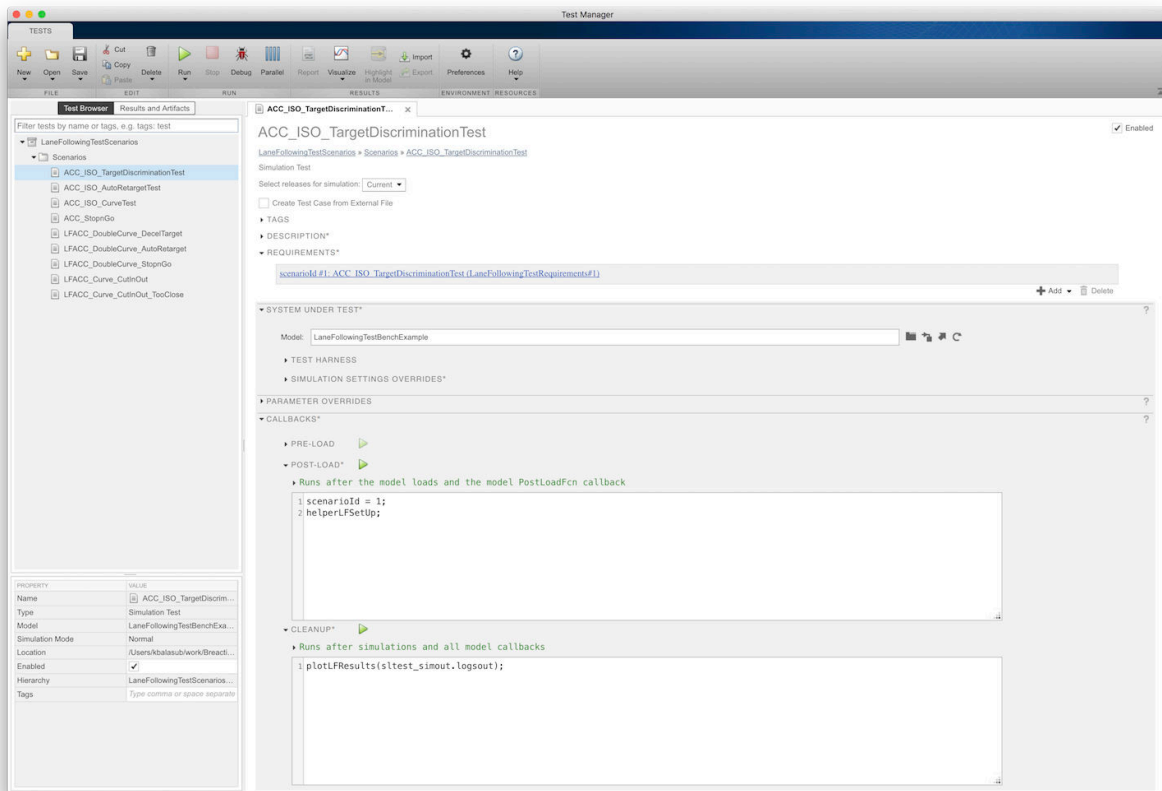 Test Manager
TESTS
New
Open
Save
Cut
Copy
Paste
Delete
Run
Stop
Debug
Parallel
Report
Visualize
Highlight in Model
Import
Export
Preferences
Help
FILE
EDIT
RUN
RESULTS
ENVIRONMENT
RESOURCES
Test Browser
Results and Artifacts
Filter tests by name or tags, e.g. tags: test
LaneFollowingTestScenarios
Scenarios
ACC_ISO_TargetDiscriminationTest
ACC_ISO_AutoRetargetTest
ACC_ISO_CurveTest
ACC_StopnGo
LFACC_DoubleCurve_DecelTarget
LFACC_DoubleCurve_AutoRetarget
LFACC_DoubleCurve_StopnGo
LFACC_Curve_CutInOut
LFACC_Curve_CutInOut_TooClose
PROPERTY VALUE
Name ACC_ISO_TargetDiscrim...
Type Simulation Test
Model LaneFollowingTestBenchExa...
Simulation Mode Normal
Location /Users/kbalasub/work/Breacti...
Enabled
Hierarchy LaneFollowingTestScenarios...
Tags Type comma or space separate
ACC_ISO_TargetDiscriminationT... ×
ACC_ISO_TargetDiscriminationTest
Enabled
LaneFollowingTestScenarios » Scenarios » ACC_ISO_TargetDiscriminationTest
Simulation Test
Select releases for simulation: Current
Create Test Case from External File
TAGS
DESCRIPTION*
REQUIREMENTS*
scenarioId #1: ACC_ISO_TargetDiscriminationTest (LaneFollowingTestRequirements#1)
Add Delete
SYSTEM UNDER TEST* ?
Model: LaneFollowingTestBenchExample
TEST HARNESS
SIMULATION SETTINGS OVERRIDES*
PARAMETER OVERRIDES ?
CALLBACKS* ?
PRE-LOAD
POST-LOAD*
Runs after the model loads and the model PostLoadFcn callback
1 scenarioId = 1;
2 helperLFSetUp;
CLEANUP*
Runs after simulations and all model callbacks
1 plotLFResults(sltest_simout.logsout);